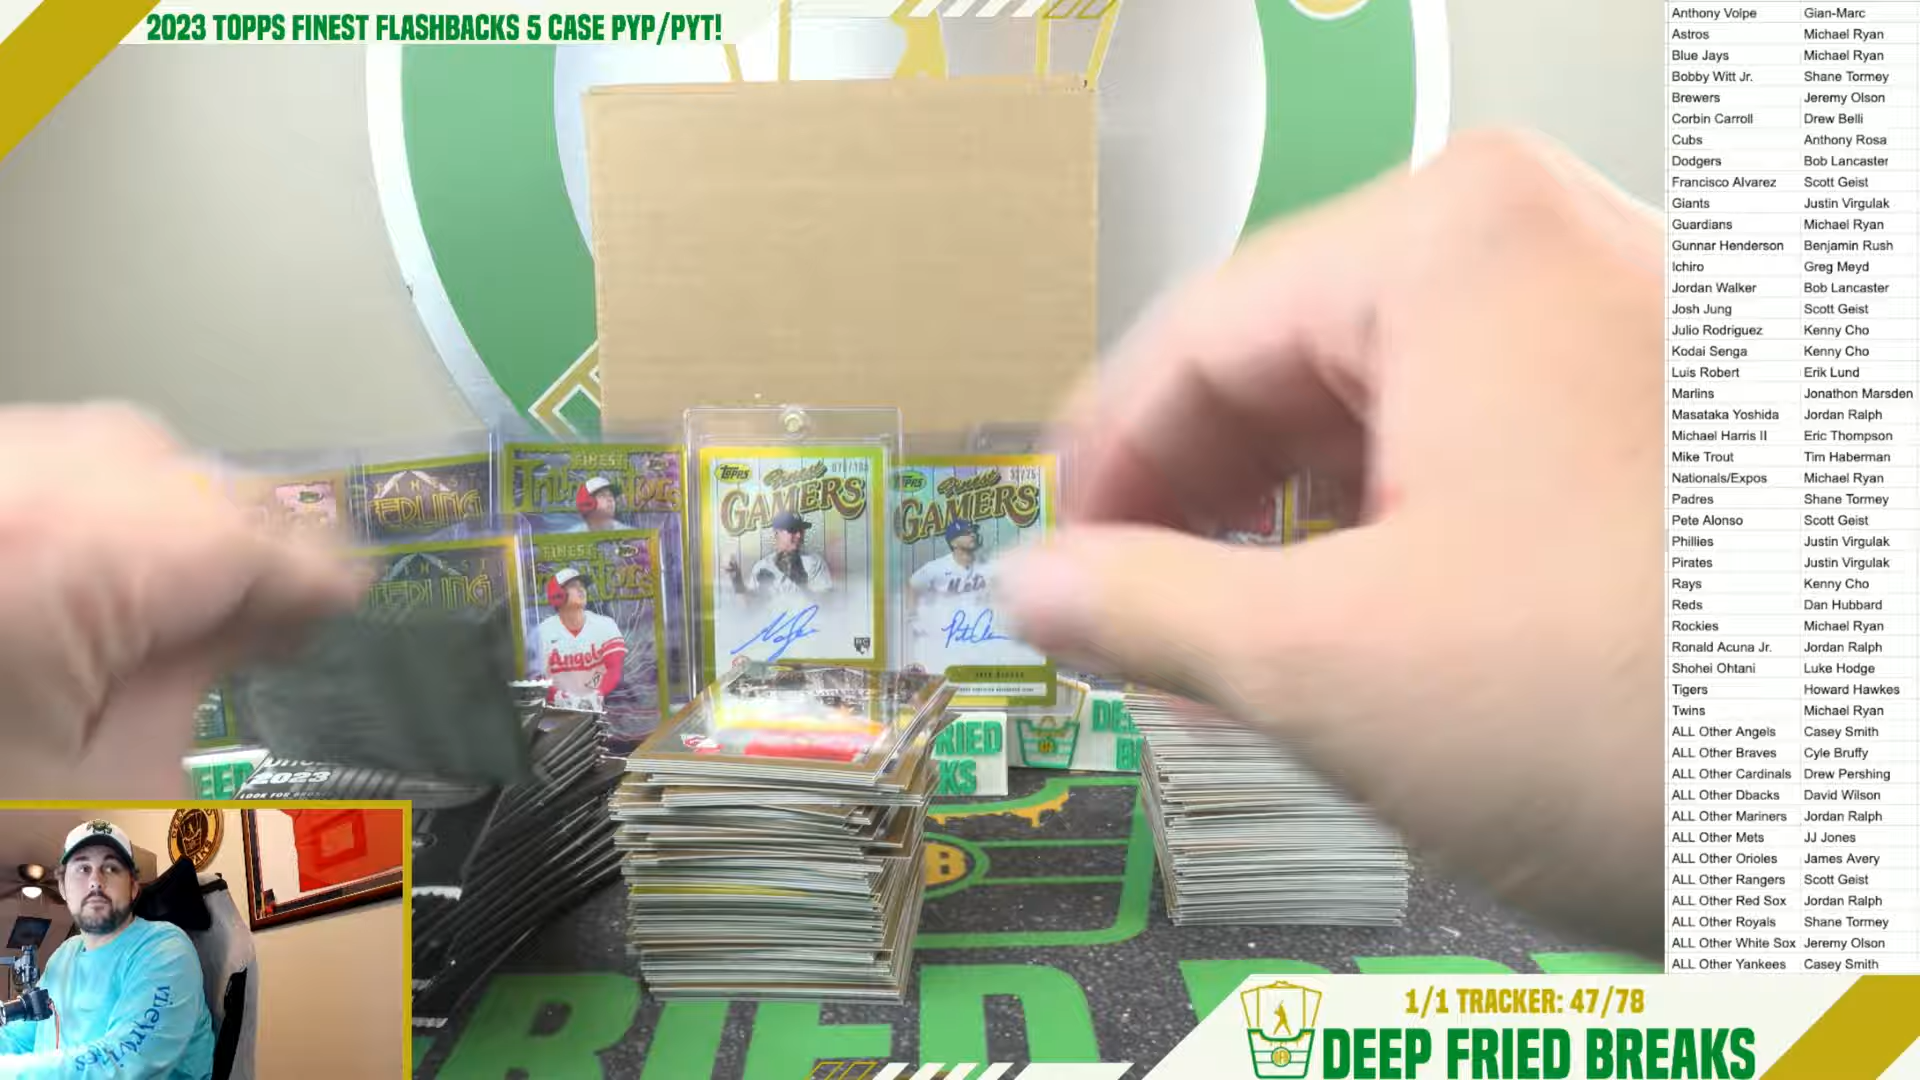 2023 TOPPS FINEST FLASHBACKS 5 CASE PYP/PYT!
Anthony Volpe Gian-Marc
Astros Michael Ryan
Blue Jays Michael Ryan
Bobby Witt Jr. Shane Tormey
Brewers Jeremy Olson
Corbin Carroll Drew Belli
Cubs Anthony Rosa
Dodgers Bob Lancaster
Francisco Alvarez Scott Geist
Giants Justin Virgulak
Guardians Michael Ryan
Gunnar Henderson Benjamin Rush
Ichiro Greg Meyd
Jordan Walker Bob Lancaster
Josh Jung Scott Geist
Julio Rodriguez Kenny Cho
Kodai Senga Kenny Cho
Luis Robert Erik Lund
Marlins Jonathon Marsden
Masataka Yoshida Jordan Ralph
Michael Harris II Eric Thompson
Mike Trout Tim Haberman
Nationals/Expos Michael Ryan
Padres Shane Tormey
Pete Alonso Scott Geist
Phillies Justin Virgulak
Pirates Justin Virgulak
Rays Kenny Cho
Reds Dan Hubbard
Rockies Michael Ryan
Ronald Acuna Jr. Jordan Ralph
Shohei Ohtani Luke Hodge
Tigers Howard Hawkes
Twins Michael Ryan
ALL Other Angels Casey Smith
ALL Other Braves Cyle Bruffy
ALL Other Cardinals Drew Pershing
ALL Other Dbacks David Wilson
ALL Other Mariners Jordan Ralph
ALL Other Mets JJ Jones
ALL Other Orioles James Avery
ALL Other Rangers Scott Geist
ALL Other Red Sox Jordan Ralph
ALL Other Royals Shane Tormey
ALL Other White Sox Jeremy Olson
ALL Other Yankees Casey Smith
FINEST
TOPPS Finest
GAMERS
Finest
GAMERS
FINEST
Angels
Mets
RC
2023
RIED
KS
1/1 TRACKER: 47/78
DEEP FRIED BREAKS